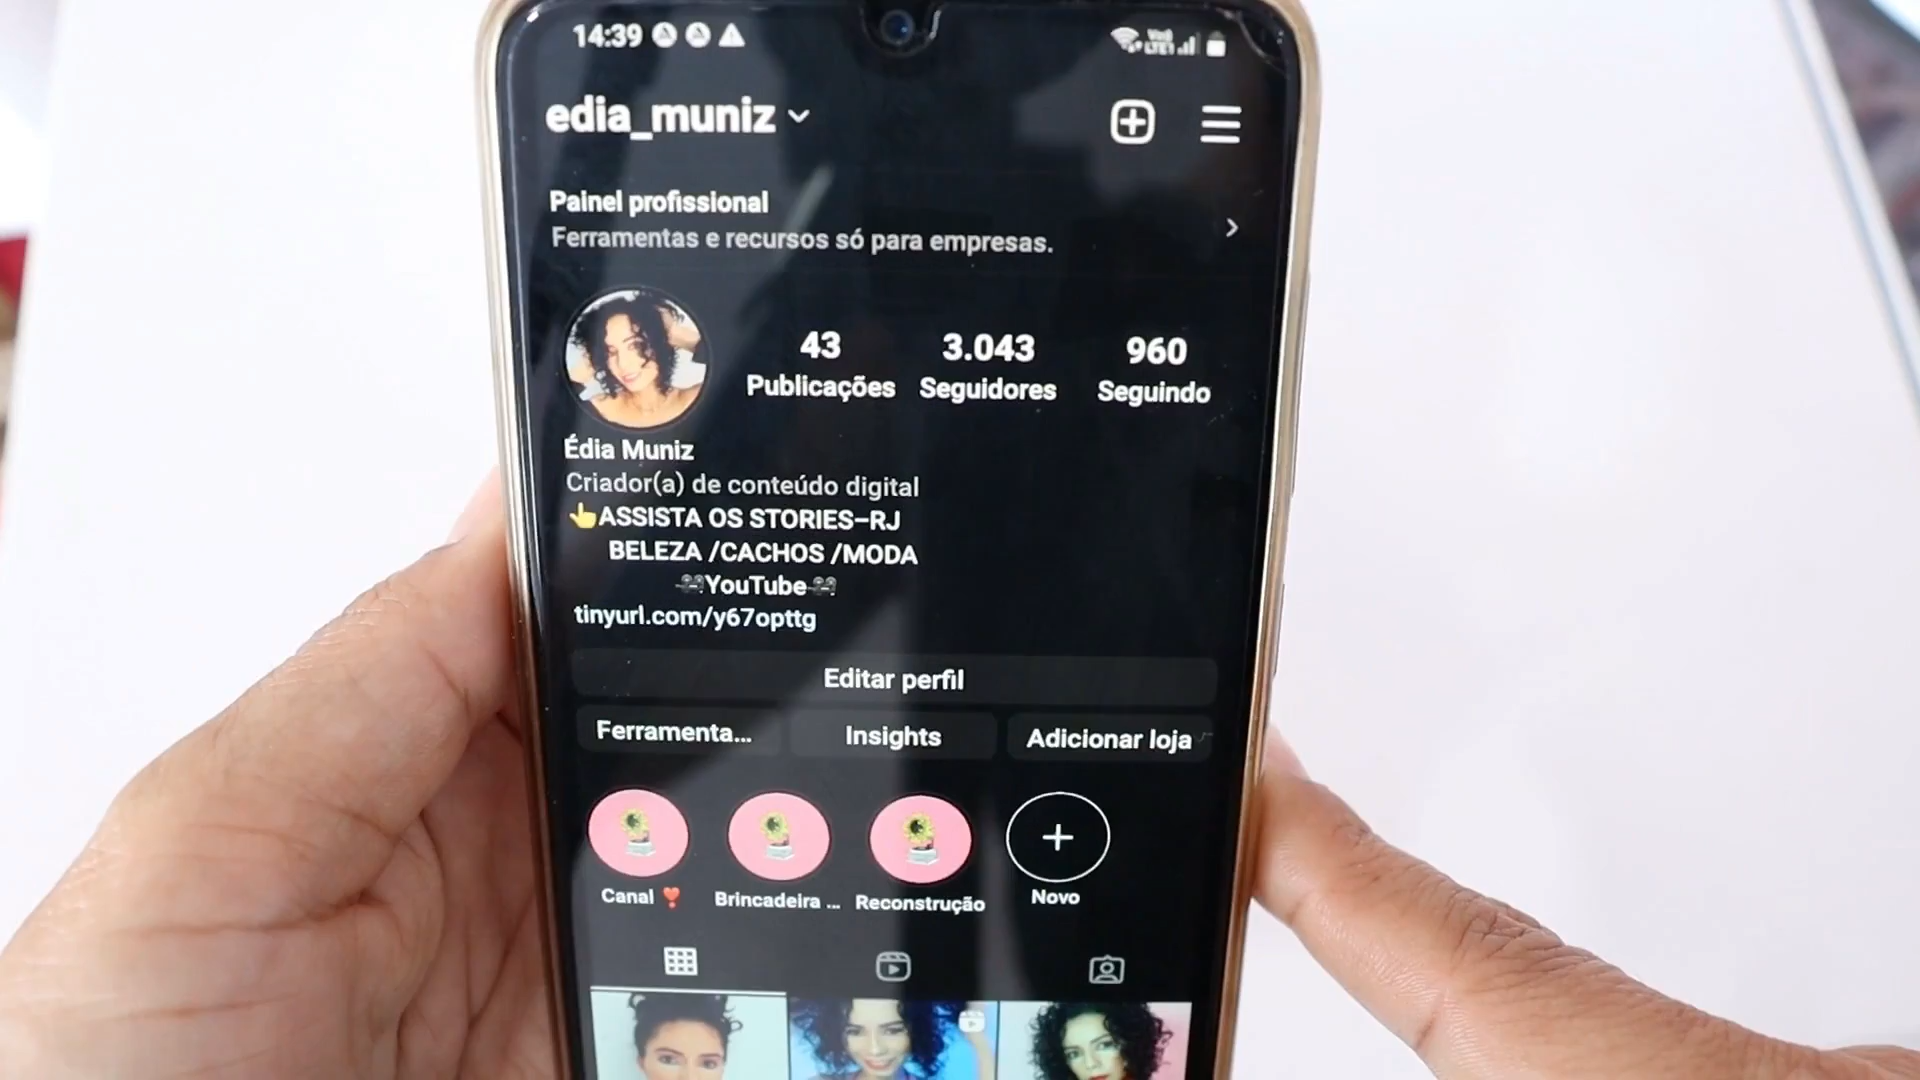 14:39
Vo))
LTE1
edia_muniz
Painel profissional
Ferramentas e recursos só para empresas.
43 3.043 960
Publicações Seguidores Seguindo
Édia Muniz
Criador(a) de conteúdo digital
👆ASSISTA OS STORIES–RJ
BELEZA /CACHOS /MODA
🎥YouTube🎥
tinyurl.com/y67opttg
Editar perfil
Ferramenta... Insights Adicionar loja
Canal ❣️ Brincadeira ... Reconstrução Novo